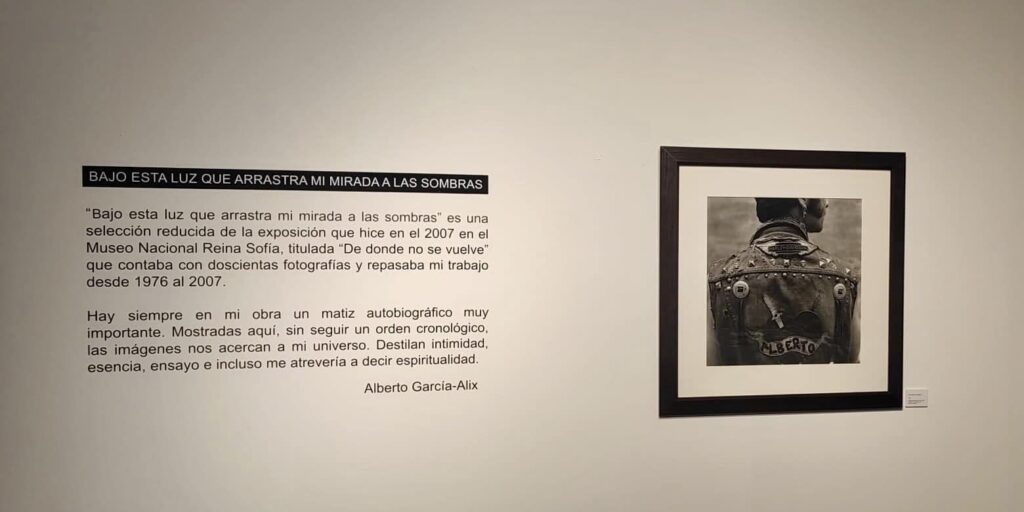 BAJO ESTA LUZ QUE ARRASTRA MI MIRADA A LAS SOMBRAS
“Bajo esta luz que arrastra mi mirada a las sombras” es una
selección reducida de la exposición que hice en el 2007 en el
Museo Nacional Reina Sofía, titulada “De donde no se vuelve”
que contaba con doscientas fotografías y repasaba mi trabajo
desde 1976 al 2007.
Hay siempre en mi obra un matiz autobiográfico muy
importante. Mostradas aquí, sin seguir un orden cronológico,
las imágenes nos acercan a mi universo. Destilan intimidad,
esencia, ensayo e incluso me atrevería a decir espiritualidad.
Alberto García-Alix
ALBERTO